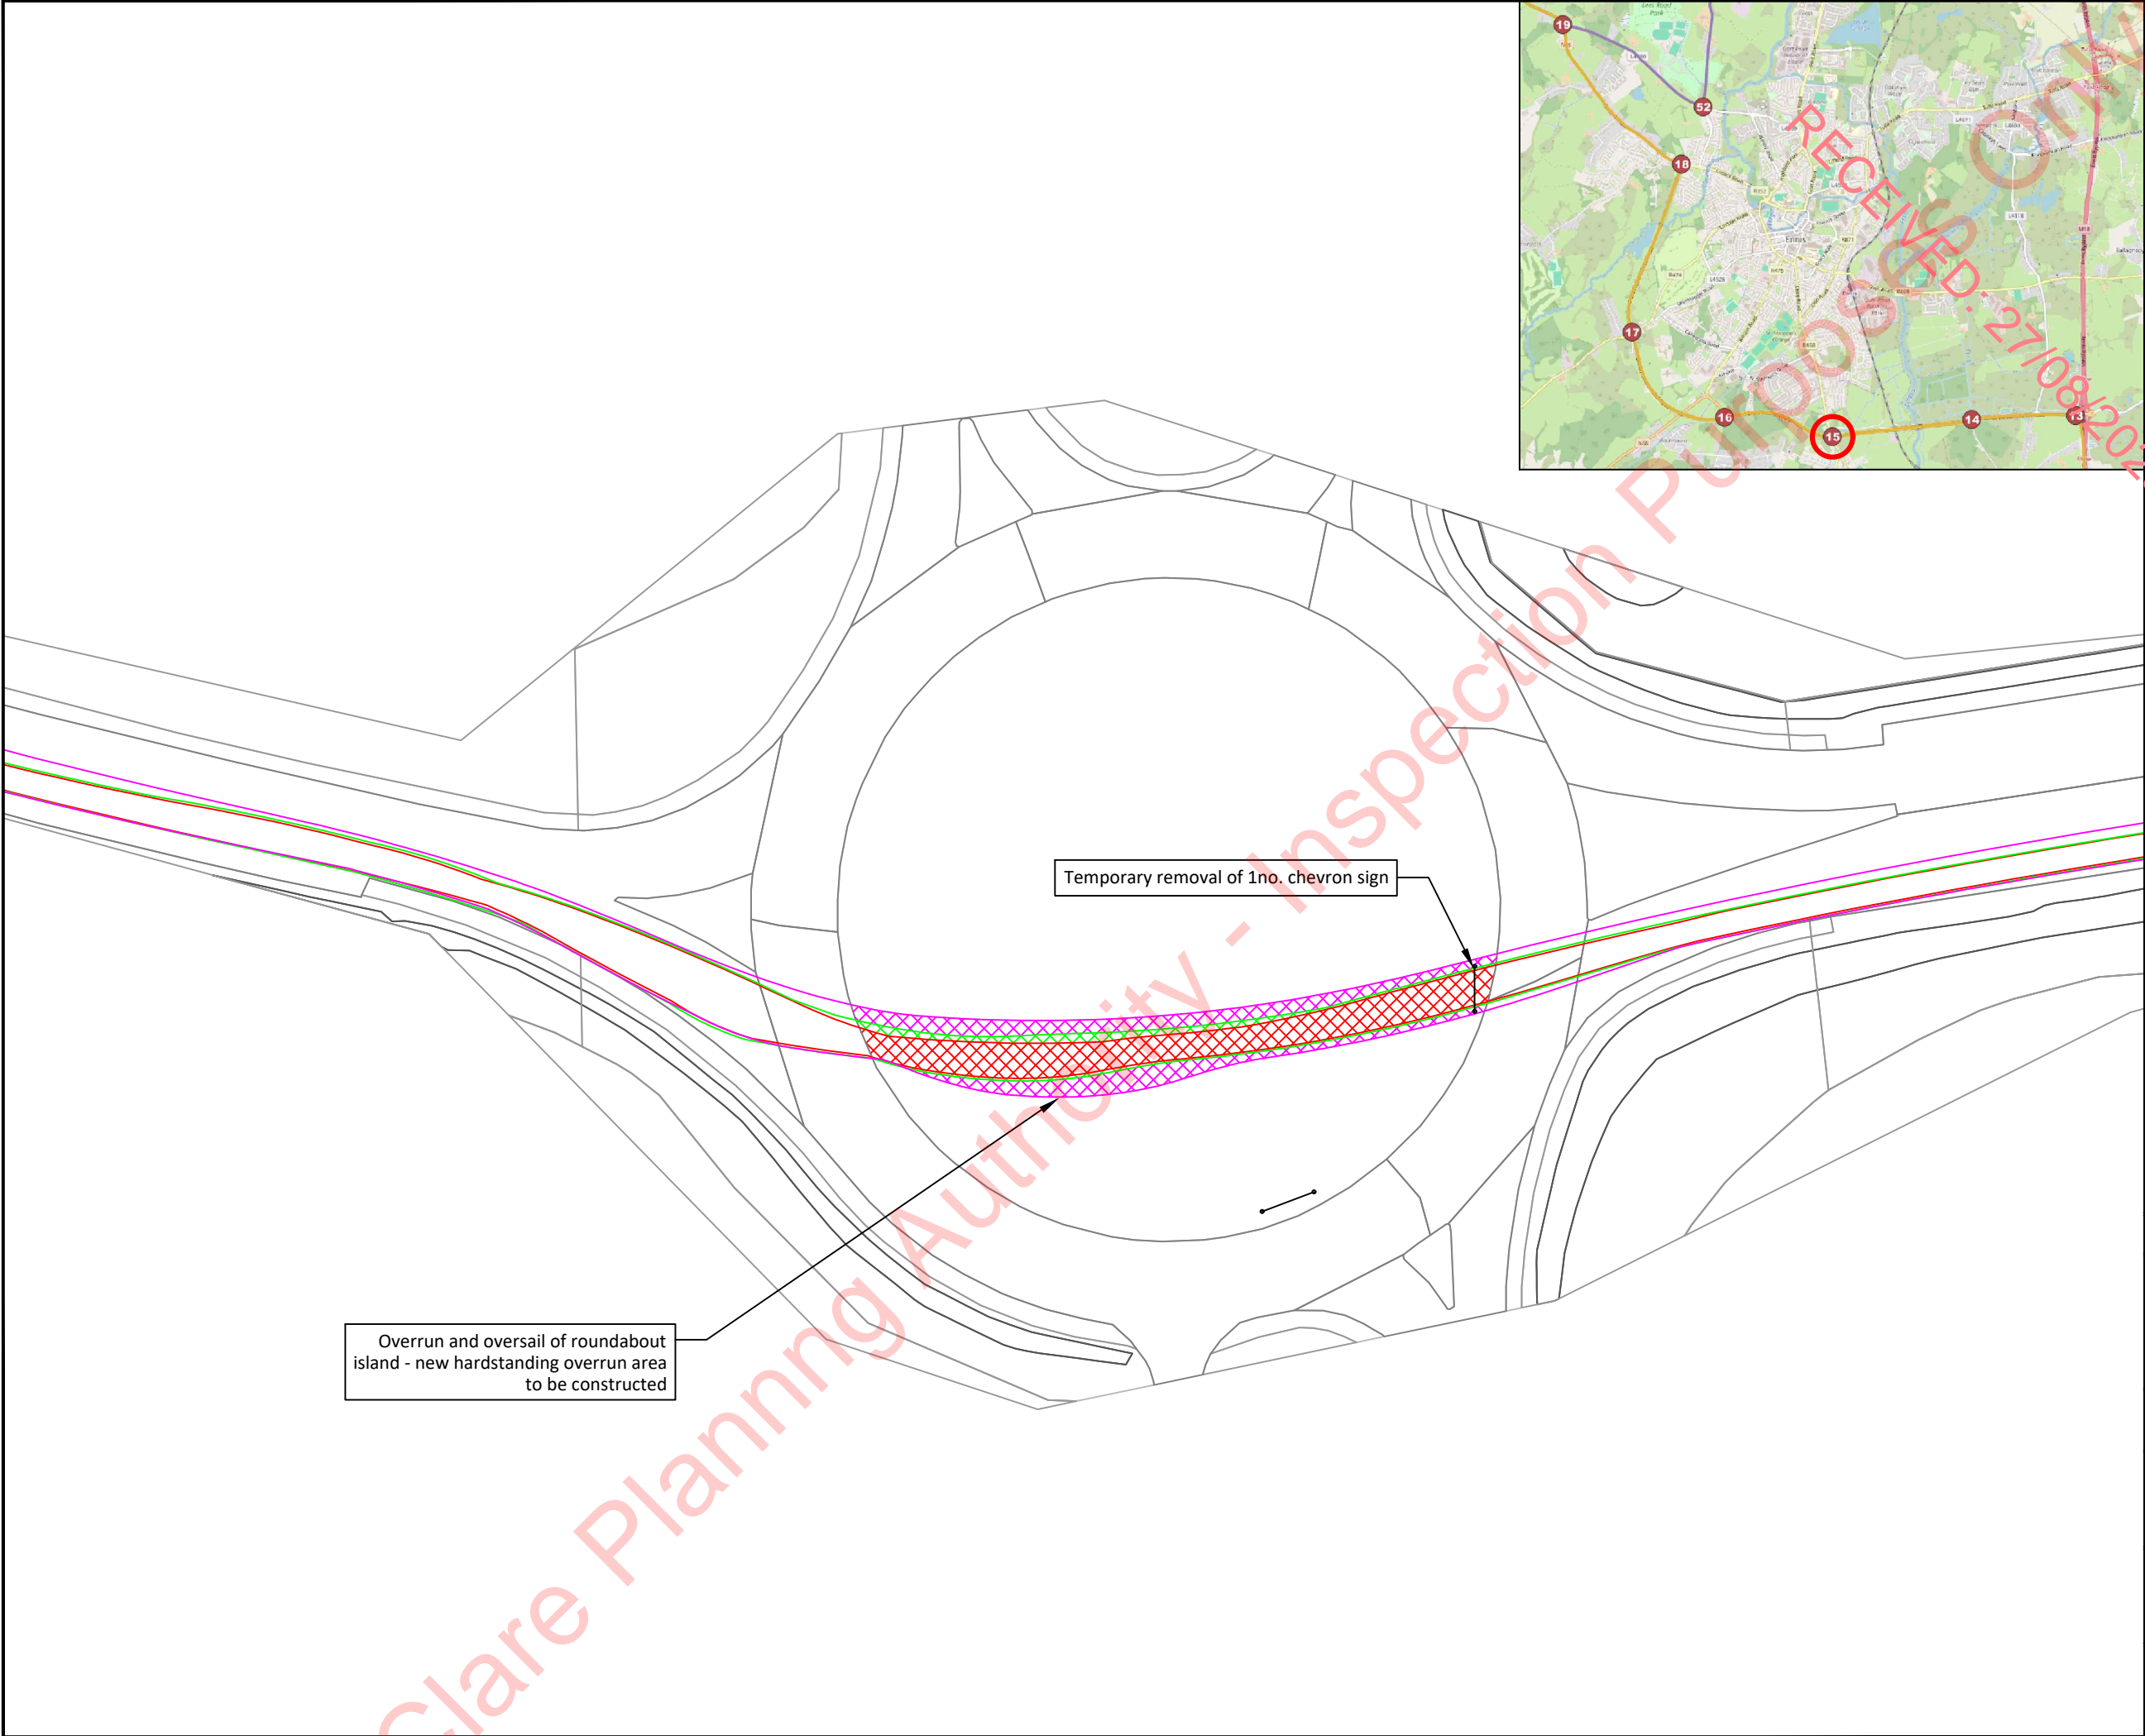 19
52
18
17
16
15
14
13
Ennis
RECEIVED: 27/08/202
Temporary removal of 1no. chevron sign
Overrun and oversail of roundabout
island - new hardstanding overrun area
to be constructed
Clare Planning Authority - Inspection Purposes Only